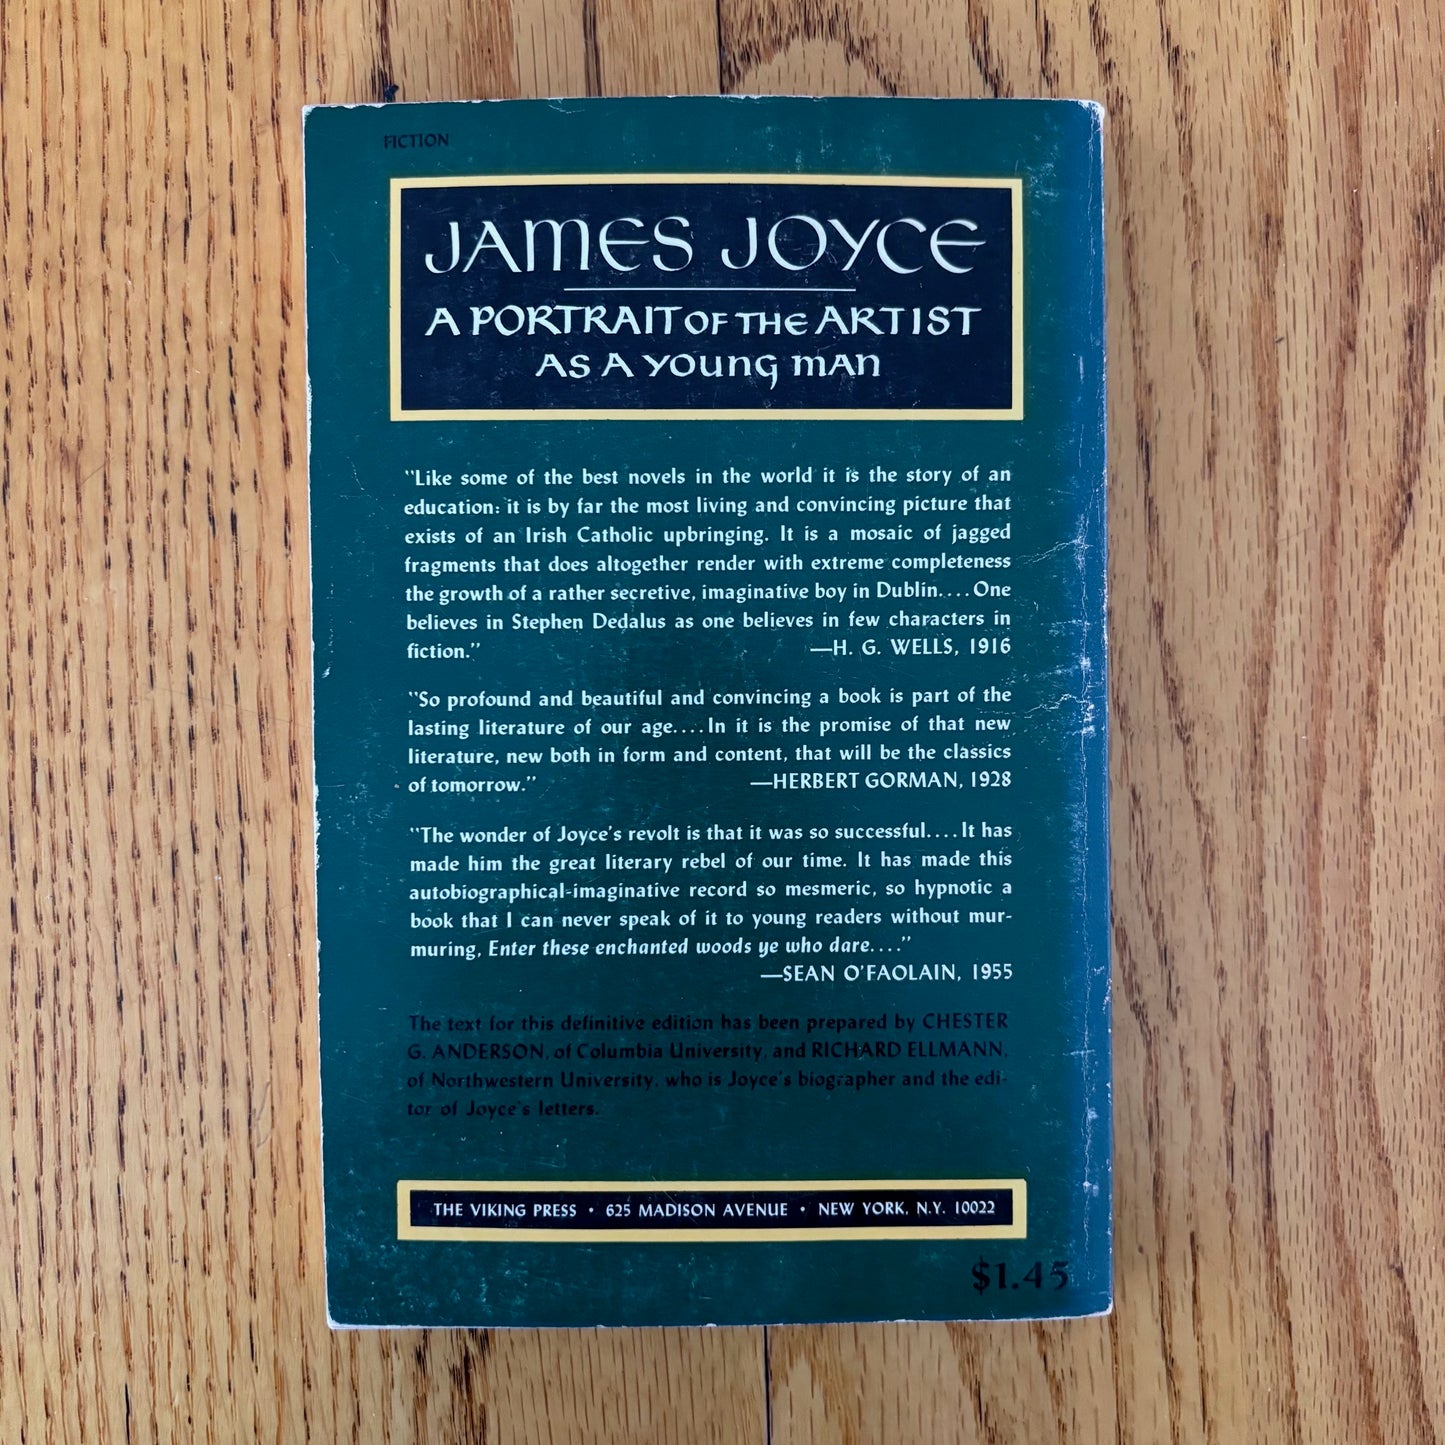 FICTION
JAMES JOYCE
A PORTRAIT OF THE ARTIST
AS A YOUNG MAN
"Like some of the best novels in the world it is the story of an
education: it is by far the most living and convincing picture that
exists of an Irish Catholic upbringing. It is a mosaic of jagged
fragments that does altogether render with extreme completeness
the growth of a rather secretive, imaginative boy in Dublin. . . . One
believes in Stephen Dedalus as one believes in few characters in
fiction." —H. G. WELLS, 1916
"So profound and beautiful and convincing a book is part of the
lasting literature of our age. . . . In it is the promise of that new
literature, new both in form and content, that will be the classics
of tomorrow." —HERBERT GORMAN, 1928
"The wonder of Joyce's revolt is that it was so successful. . . . It has
made him the great literary rebel of our time. It has made this
autobiographical-imaginative record so mesmeric, so hypnotic a
book that I can never speak of it to young readers without mur-
muring, Enter these enchanted woods ye who dare. . . ."
—SEAN O'FAOLAIN, 1955
The text for this definitive edition has been prepared by CHESTER
G. ANDERSON, of Columbia University, and RICHARD ELLMANN,
of Northwestern University, who is Joyce's biographer and the edi-
tor of Joyce's letters.
THE VIKING PRESS • 625 MADISON AVENUE • NEW YORK, N.Y. 10022
$1.45